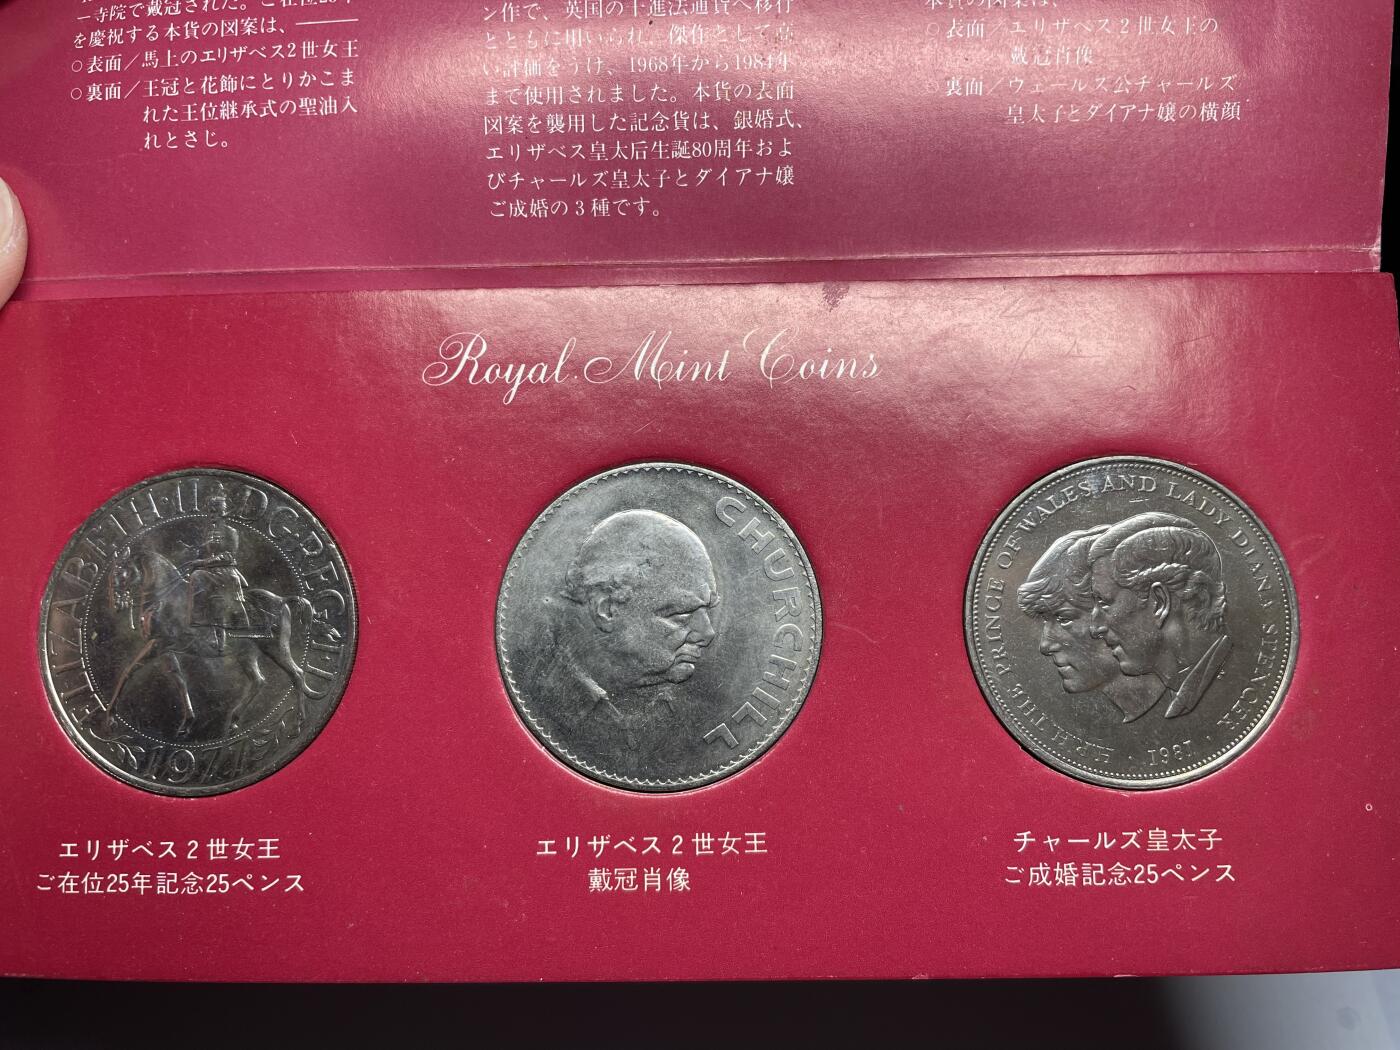 寺院で戴冠された。ご在位25年
を慶祝する本貨の図案は、
○表面／馬上のエリザベス2世女王
○裏面／王冠と花飾にとりかこま
れた王位継承式の聖油入
れとさじ。
ン作で、英国の十進法通貨へ移行
とともに用いられ、傑作として高
い評価をうけ、1968年から1984年
まで使用されました。本貨の表面
図案を襲用した記念貨は、銀婚式、
エリザベス皇太后生誕80周年およ
びチャールズ皇太子とダイアナ嬢
ご成婚の3種です。
本貨の図案は、
○表面／エリザベス2世女王の
戴冠肖像
○裏面／ウェールズ公チャールズ
皇太子とダイアナ嬢の横顔
Royal Mint Coins
ELIZABETH·II D·G·REG·F·D
1977
CHURCHILL
H.R.H. THE PRINCE OF WALES AND LADY DIANA SPENCER
· 1981 ·
エリザベス2世女王
ご在位25年記念25ペンス
エリザベス2世女王
戴冠肖像
チャールズ皇太子
ご成婚記念25ペンス